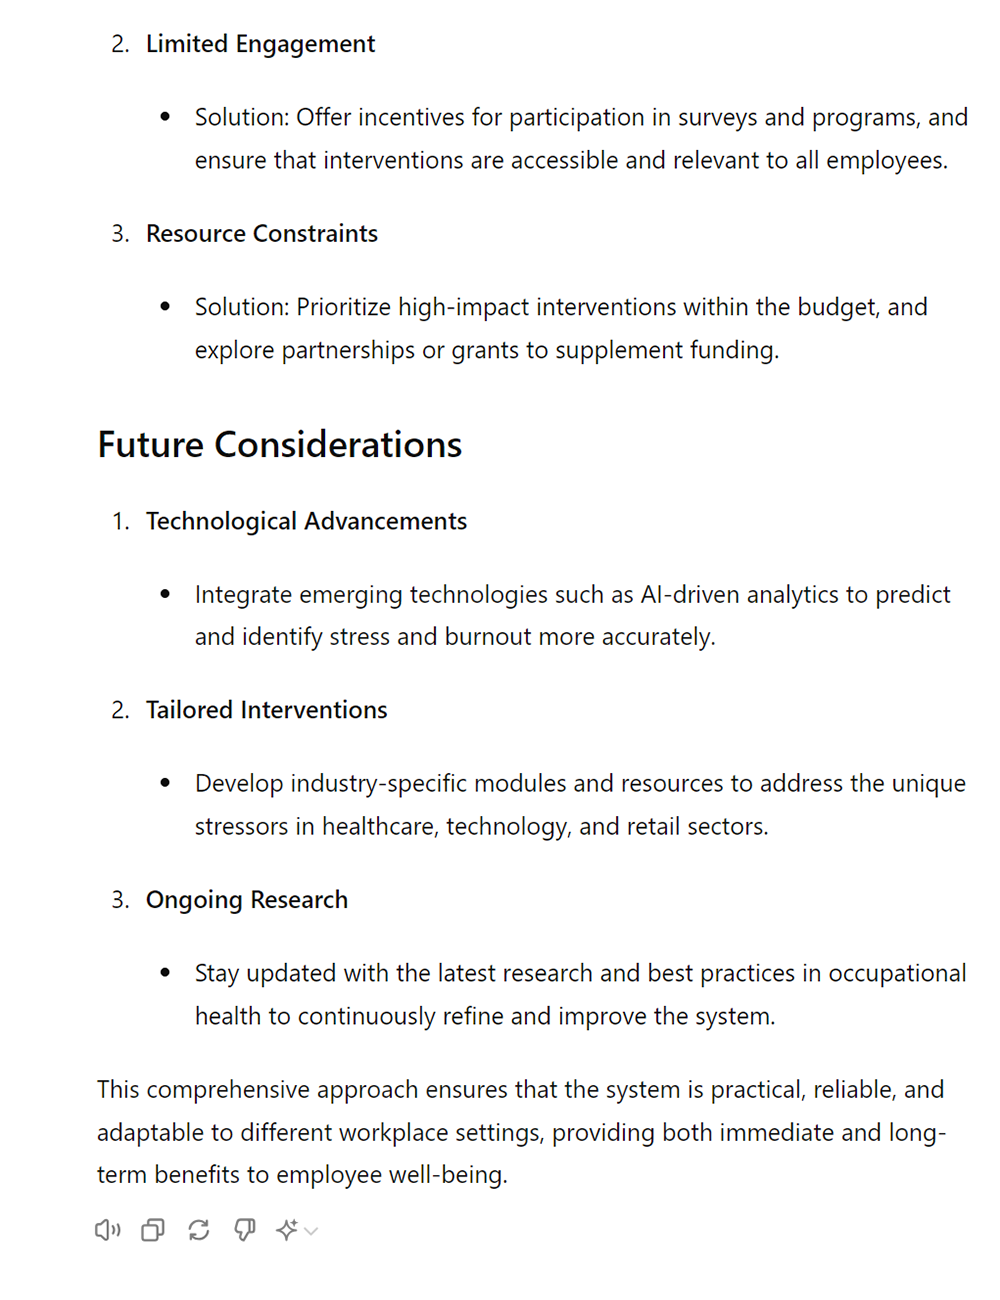 2. Limited Engagement
• Solution: Offer incentives for participation in surveys and programs, and
ensure that interventions are accessible and relevant to all employees.
3. Resource Constraints
• Solution: Prioritize high-impact interventions within the budget, and
explore partnerships or grants to supplement funding.
Future Considerations
1. Technological Advancements
• Integrate emerging technologies such as AI-driven analytics to predict
and identify stress and burnout more accurately.
2. Tailored Interventions
• Develop industry-specific modules and resources to address the unique
stressors in healthcare, technology, and retail sectors.
3. Ongoing Research
• Stay updated with the latest research and best practices in occupational
health to continuously refine and improve the system.
This comprehensive approach ensures that the system is practical, reliable, and
adaptable to different workplace settings, providing both immediate and long-
term benefits to employee well-being.